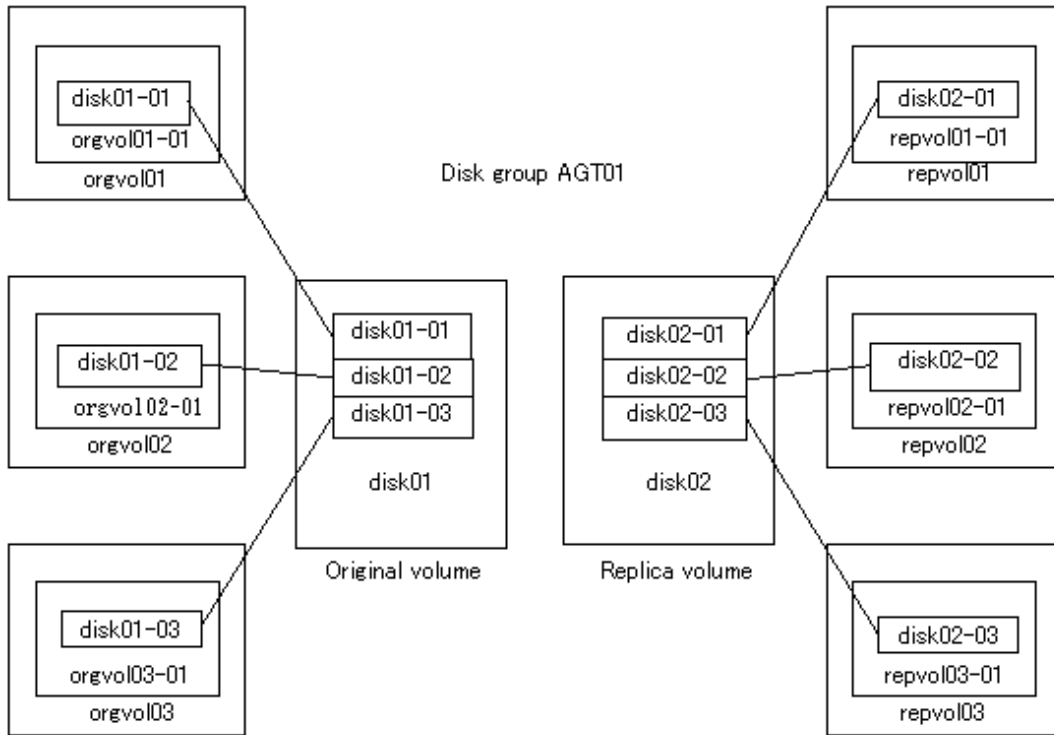 disk01-01
orgvol01-01
orgvol01
disk02-01
repvol01-01
repvol01
Disk group AGT01
disk01-02
orgvol02-01
orgvol02
disk01-01
disk01-02
disk01-03
disk01
Original volume
disk02-01
disk02-02
disk02-03
disk02
Replica volume
disk02-02
repvol02-01
repvol02
disk01-03
orgvol03-01
orgvol03
disk02-03
repvol03-01
repvol03